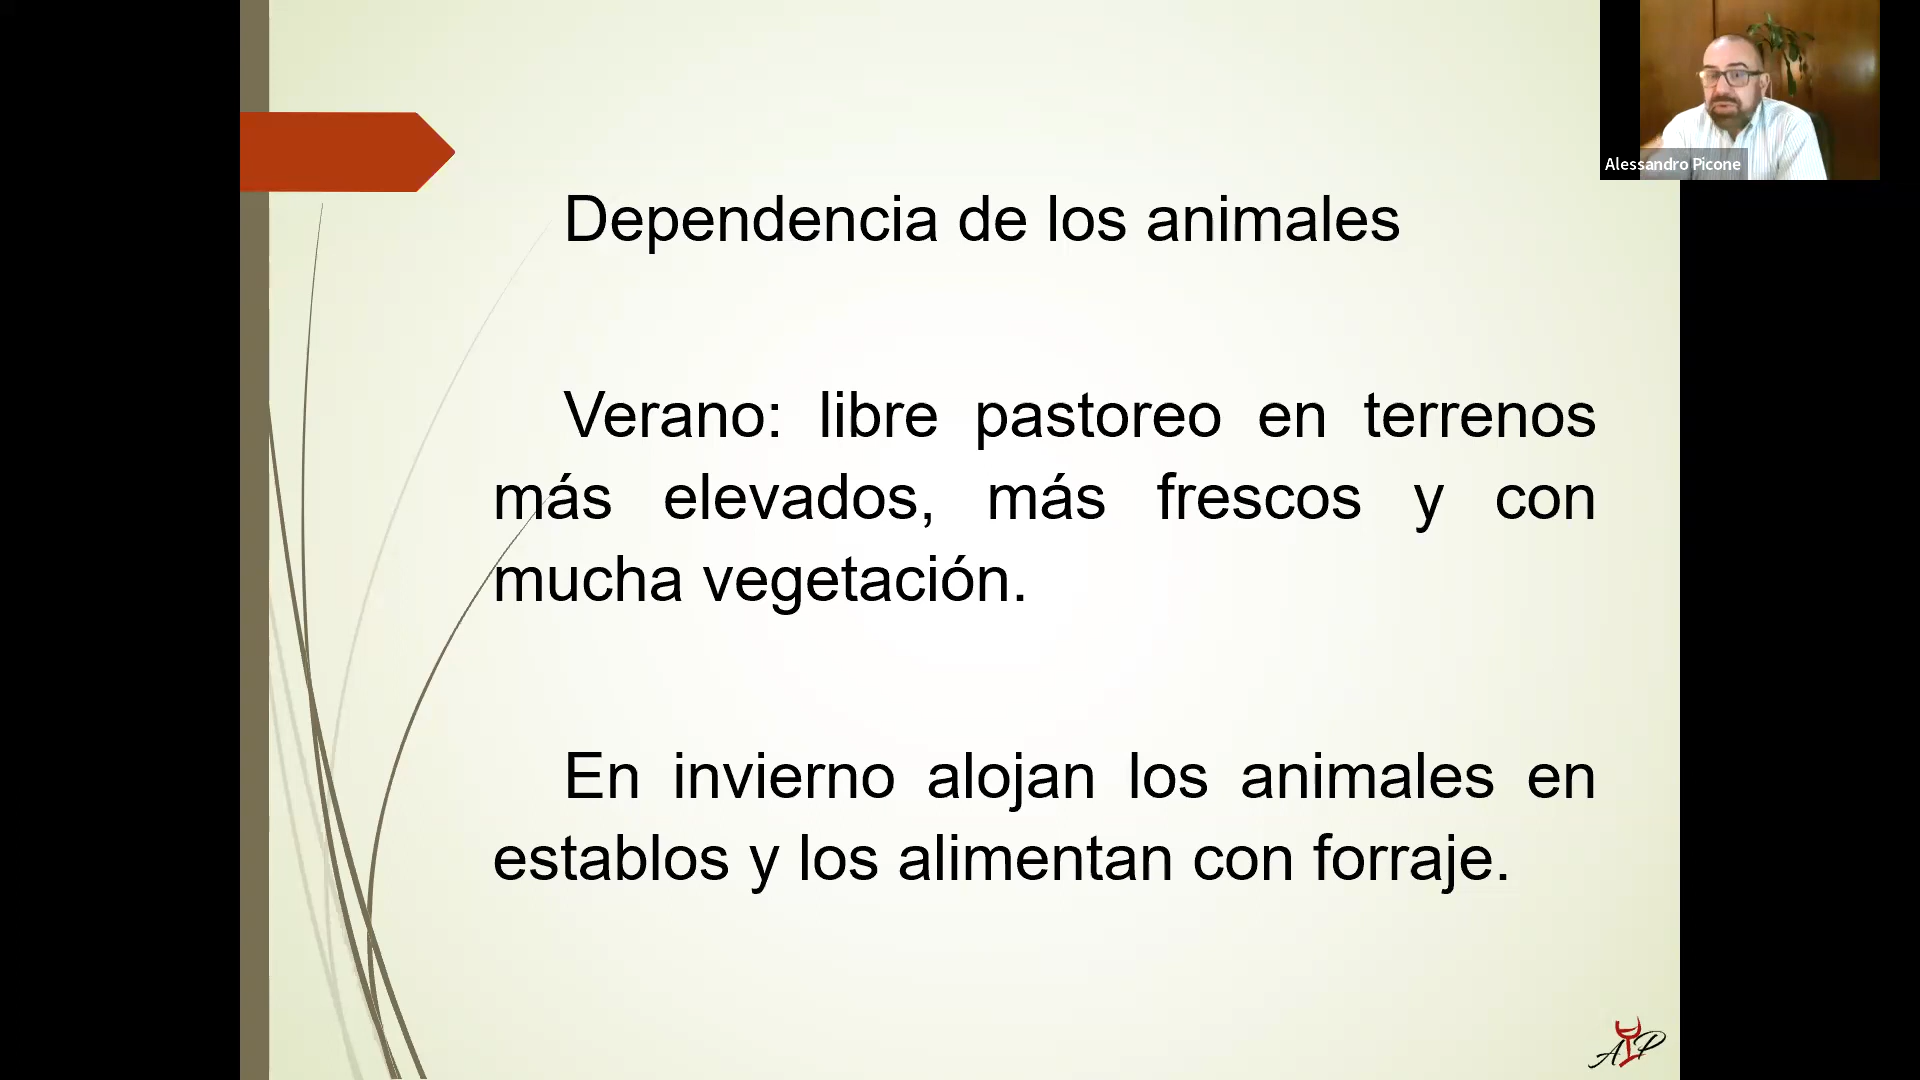 Alessandro Picone
Dependencia de los animales
Verano: libre pastoreo en terrenos
más elevados, más frescos y con
mucha vegetación.
En invierno alojan los animales en
establos y los alimentan con forraje.
AP